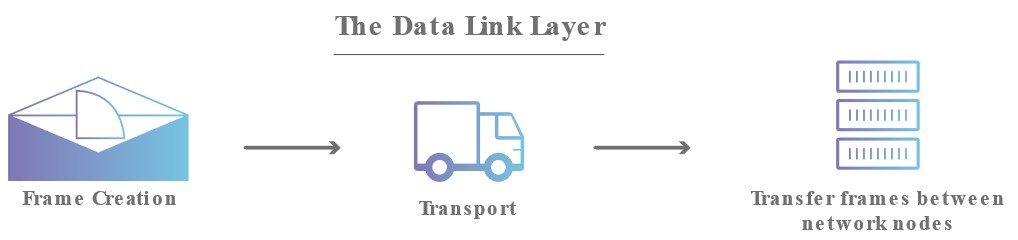 The Data Link Layer
Frame Creation
Transport
Transfer frames between
network nodes